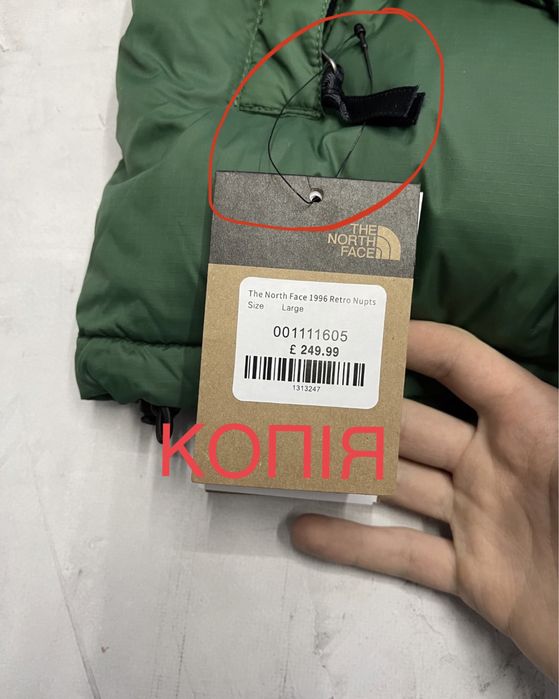 THE
NORTH
FACE
The North Face 1996 Retro Nupts
Size Large
001111605
£ 249.99
1313247
КОПІЯ